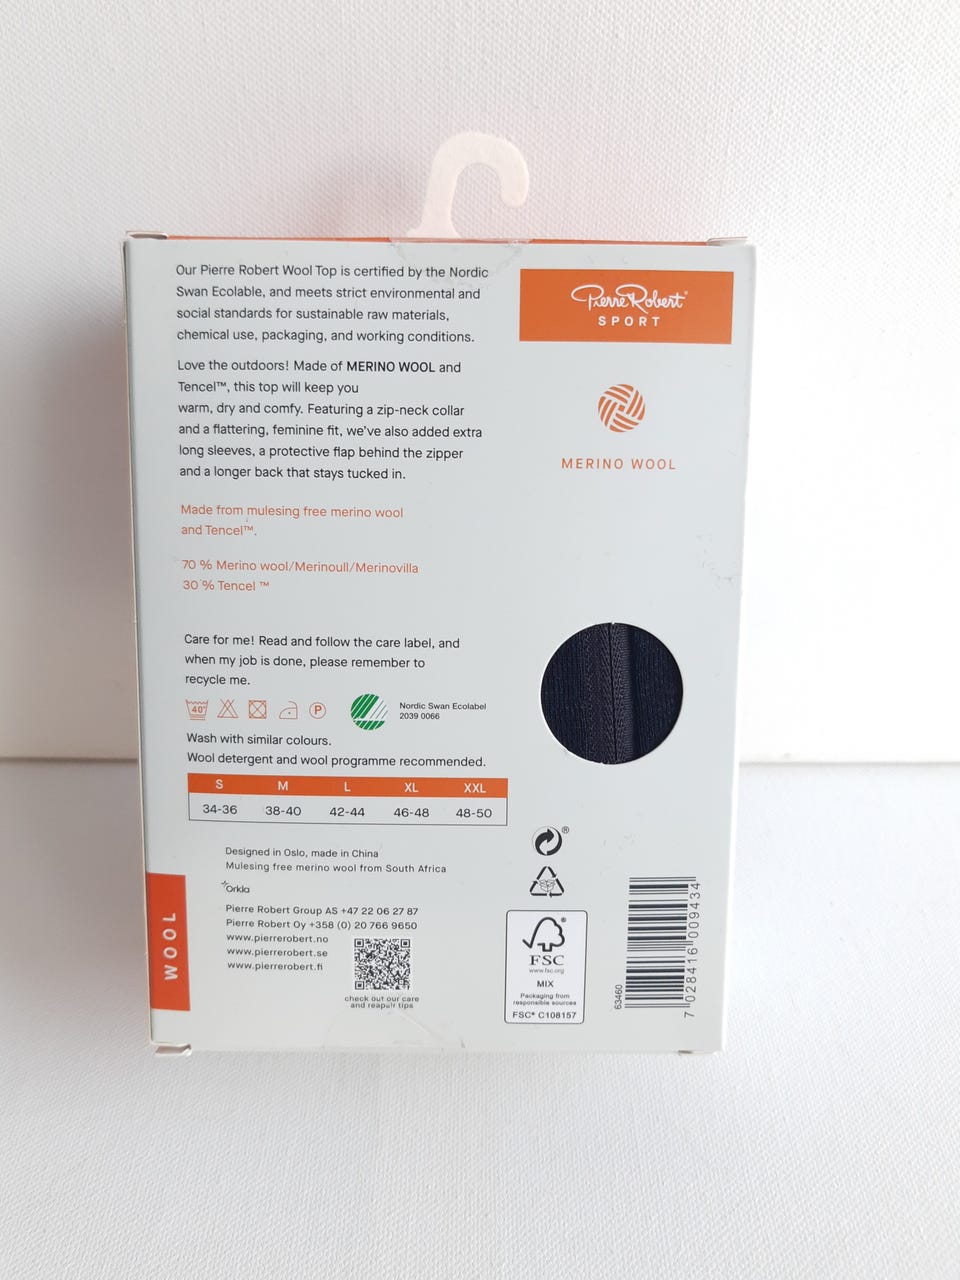 Our Pierre Robert Wool Top is certified by the Nordic
Swan Ecolable, and meets strict environmental and
social standards for sustainable raw materials,
chemical use, packaging, and working conditions.
Love the outdoors! Made of MERINO WOOL and
Tencel™, this top will keep you
warm, dry and comfy. Featuring a zip-neck collar
and a flattering, feminine fit, we've also added extra
long sleeves, a protective flap behind the zipper
and a longer back that stays tucked in.
Made from mulesing free merino wool
and Tencel™.
70 % Merino wool/Merinoull/Merinovilla
30 % Tencel ™
Care for me! Read and follow the care label, and
when my job is done, please remember to
recycle me.
40°
P
Nordic Swan Ecolabel
2039 0066
Wash with similar colours.
Wool detergent and wool programme recommended.
S M L XL XXL
34-36 38-40 42-44 46-48 48-50
Designed in Oslo, made in China
Mulesing free merino wool from South Africa
Orkla
Pierre Robert Group AS +47 22 06 27 87
Pierre Robert Oy +358 (0) 20 766 9650
www.pierrerobert.no
www.pierrerobert.se
www.pierrerobert.fi
check out our care
and reapair tips
WOOL
Pierre Robert®
SPORT
MERINO WOOL
®
FSC®
www.fsc.org
MIX
Packaging from
responsible sources
FSC® C108157
63460
7 028416 009434